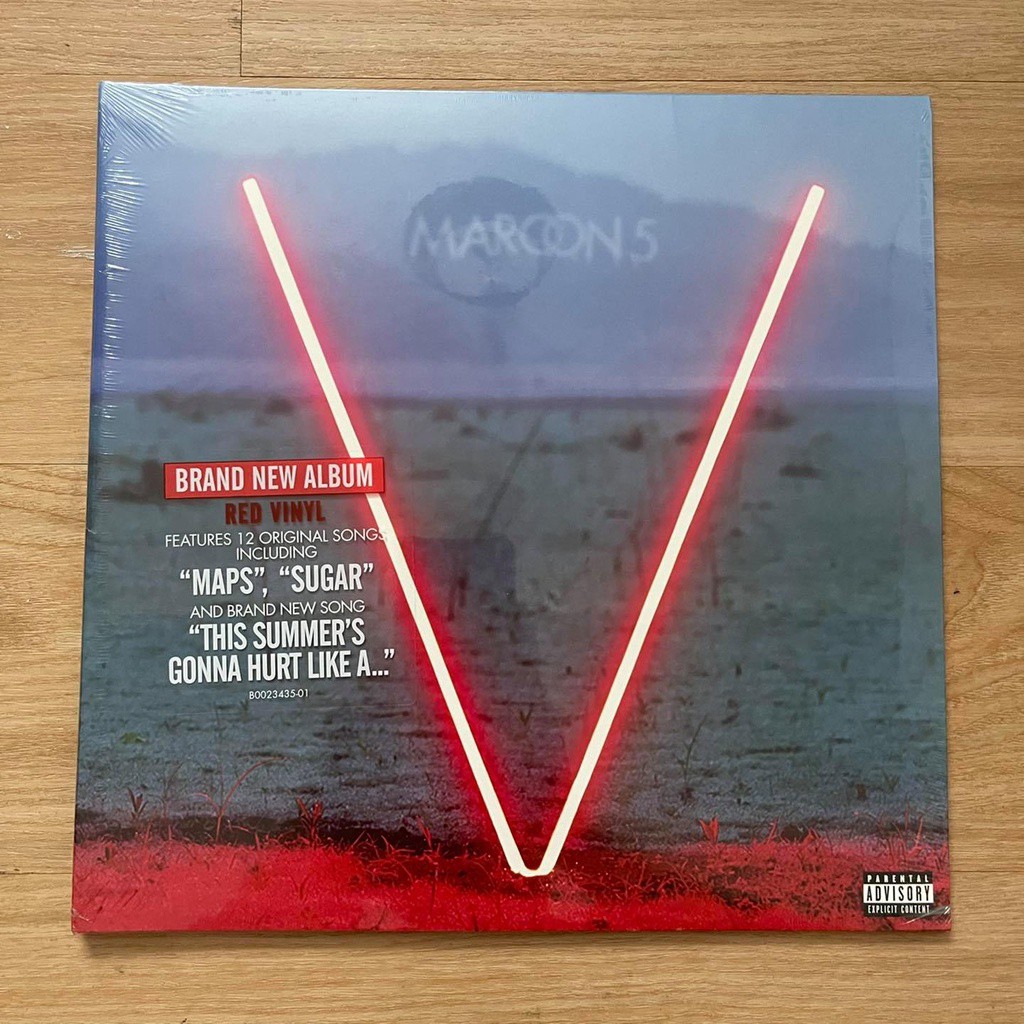 MAROON 5
V
BRAND NEW ALBUM
RED VINYL
FEATURES 12 ORIGINAL SONGS
INCLUDING
“MAPS”, “SUGAR”
AND BRAND NEW SONG
“THIS SUMMER’S
GONNA HURT LIKE A...”
B0023435-01
PARENTAL
ADVISORY
EXPLICIT CONTENT